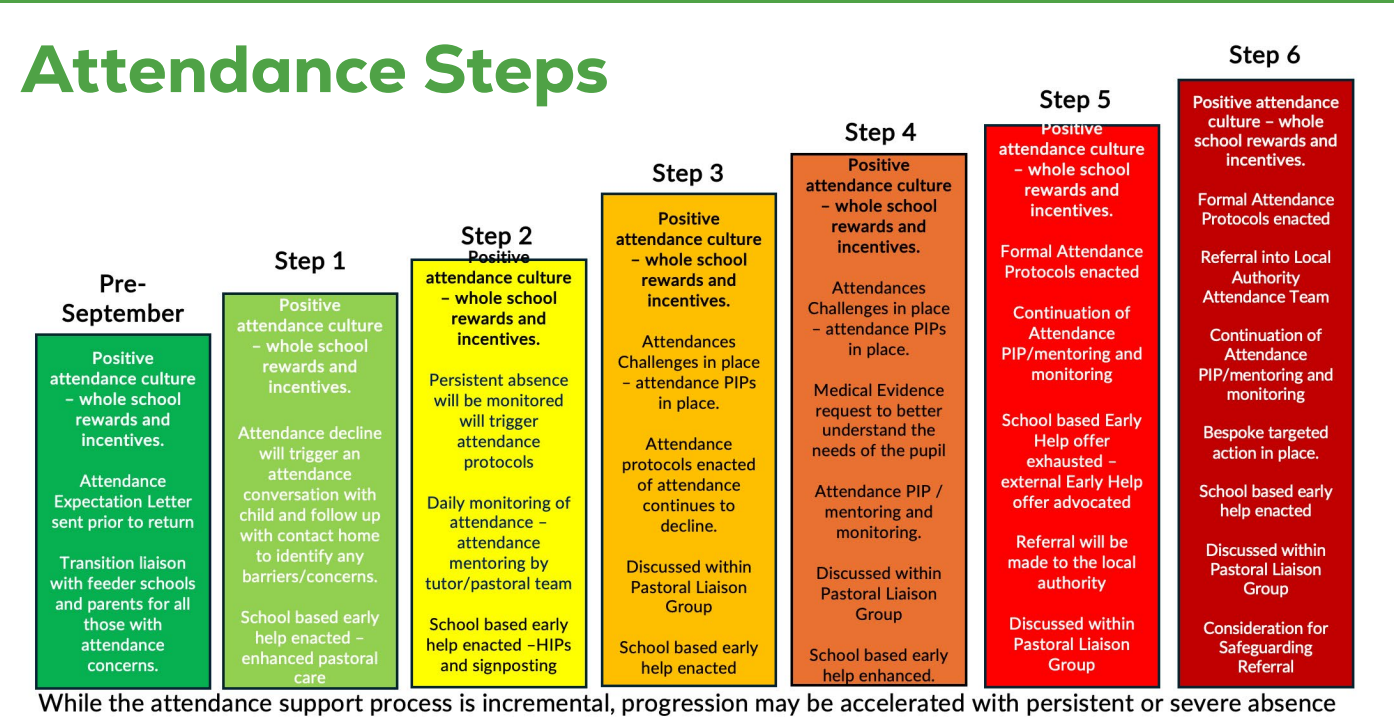 Attendance Steps
Pre-
September
Positive
attendance culture
– whole school
rewards and
incentives.
Attendance
Expectation Letter
sent prior to return
Transition liaison
with feeder schools
and parents for all
those with
attendance
concerns.
Step 1
Positive
attendance culture
– whole school
rewards and
incentives.
Attendance decline
will trigger an
attendance
conversation with
child and follow up
with contact home
to identify any
barriers/concerns.
School based early
help enacted –
enhanced pastoral
care
Step 2
Positive
attendance culture
– whole school
rewards and
incentives.
Persistent absence
will be monitored
will trigger
attendance
protocols
Daily monitoring of
attendance –
attendance
mentoring by
tutor/pastoral team
School based early
help enacted –HIPs
and signposting
Step 3
Positive
attendance culture
– whole school
rewards and
incentives.
Attendances
Challenges in place
– attendance PIPs
in place.
Attendance
protocols enacted
of attendance
continues to
decline.
Discussed within
Pastoral Liaison
Group
School based early
help enacted
Step 4
Positive
attendance culture
– whole school
rewards and
incentives.
Attendances
Challenges in place
– attendance PIPs
in place.
Medical Evidence
request to better
understand the
needs of the pupil
Attendance PIP /
mentoring and
monitoring.
Discussed within
Pastoral Liaison
Group
School based early
help enhanced.
Step 5
Positive
attendance culture
– whole school
rewards and
incentives.
Formal Attendance
Protocols enacted
Continuation of
Attendance
PIP/mentoring and
monitoring
School based Early
Help offer
exhausted –
external Early Help
offer advocated
Referral will be
made to the local
authority
Discussed within
Pastoral Liaison
Group
Step 6
Positive attendance
culture – whole
school rewards and
incentives.
Formal Attendance
Protocols enacted
Referral into Local
Authority
Attendance Team
Continuation of
Attendance
PIP/mentoring and
monitoring
Bespoke targeted
action in place.
School based early
help enacted
Discussed within
Pastoral Liaison
Group
Consideration for
Safeguarding
Referral
While the attendance support process is incremental, progression may be accelerated with persistent or severe absence